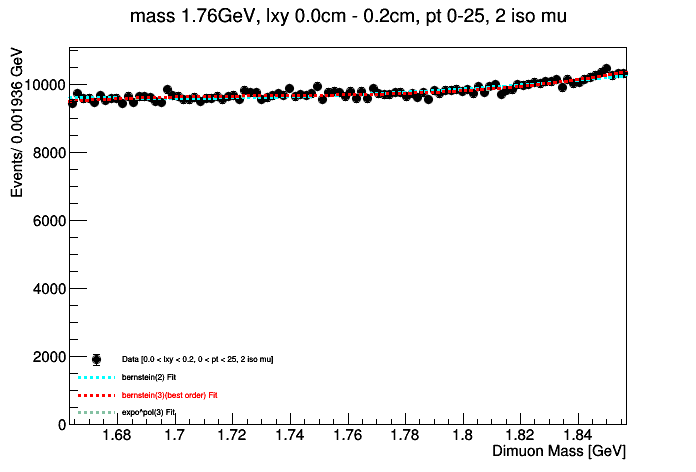 mass 1.76GeV, lxy 0.0cm - 0.2cm, pt 0-25, 2 iso mu
Events/ 0.001936 GeV
10000
8000
6000
4000
2000
0
Data [0.0 < lxy < 0.2, 0 < pt < 25, 2 iso mu]
bernstein(2) Fit
bernstein(3)(best order) Fit
expo^pol(3) Fit
1.68 1.7 1.72 1.74 1.76 1.78 1.8 1.82 1.84
Dimuon Mass [GeV]